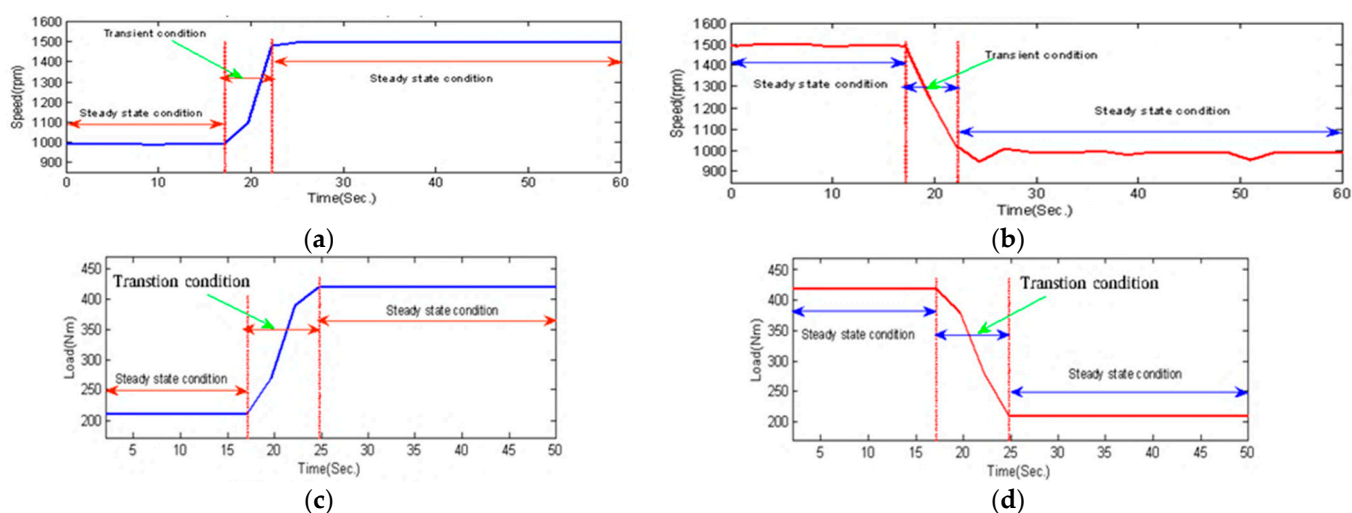 1600
1500
1400
1300
1200
1100
1000
900
Speed(rpm)
Transient condition
Steady state condition
Steady state condition
0 10 20 30 40 50 60
Time(Sec.)
(a)
1600
1500
1400
1300
1200
1100
1000
900
Speed(rpm)
Transient condition
Steady state condition
Steady state condition
0 10 20 30 40 50 60
Time(Sec.)
(b)
450
400
350
300
250
200
Load(Nm)
Transtion condition
Steady state condition
Steady state condition
5 10 15 20 25 30 35 40 45 50
Time(Sec.)
(c)
450
400
350
300
250
200
Load(Nm)
Transtion condition
Steady state condition
Steady state condition
5 10 15 20 25 30 35 40 45 50
Time(Sec.)
(d)